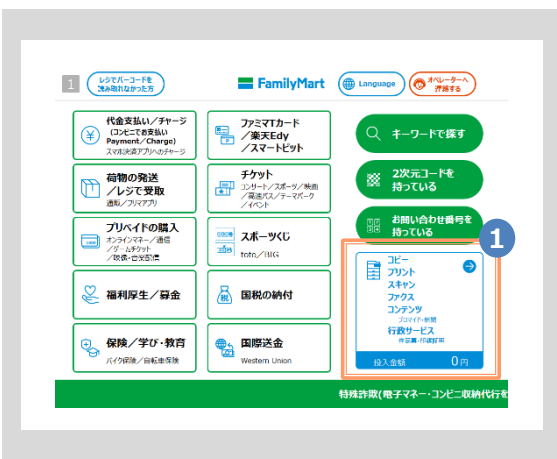 1
レジでバーコードを
読み取れなかった方
FamilyMart
Language
オペレーターへ
連絡する
代金支払い／チャージ
(コンビニでお支払い
Payment／Charge)
スマホ決済アプリへのチャージ
ファミマTカード
／楽天Edy
／スマートピット
キーワードで探す
荷物の発送
／レジで受取
通販／フリマアプリ
チケット
コンサート／スポーツ／映画
／高速バス／テーマパーク
／イベント
2次元コードを
持っている
プリペイドの購入
オンラインマネー／通信
／ゲームチケット
／映像・音楽配信
スポーツくじ
toto／BIG
お問い合わせ番号を
持っている
1
コピー
プリント
スキャン
ファクス
コンテンツ
ブロマイド・新聞
行政サービス
住民票・印鑑証明
投入金額 0円
福利厚生／募金
税
国税の納付
保険／学び・教育
バイク保険／自転車保険
国際送金
Western Union
特殊詐欺(電子マネー・コンビニ収納代行を